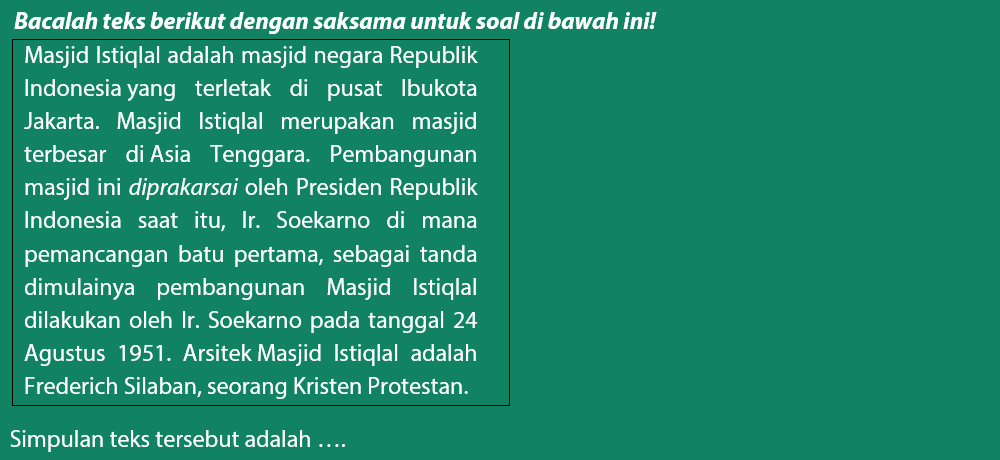 Bacalah teks berikut dengan saksama untuk soal di bawah ini!
Masjid Istiqlal adalah masjid negara Republik
Indonesia yang terletak di pusat Ibukota
Jakarta. Masjid Istiqlal merupakan masjid
terbesar di Asia Tenggara. Pembangunan
masjid ini diprakarsai oleh Presiden Republik
Indonesia saat itu, Ir. Soekarno di mana
pemancangan batu pertama, sebagai tanda
dimulainya pembangunan Masjid Istiqlal
dilakukan oleh Ir. Soekarno pada tanggal 24
Agustus 1951. Arsitek Masjid Istiqlal adalah
Frederich Silaban, seorang Kristen Protestan.
Simpulan teks tersebut adalah ….